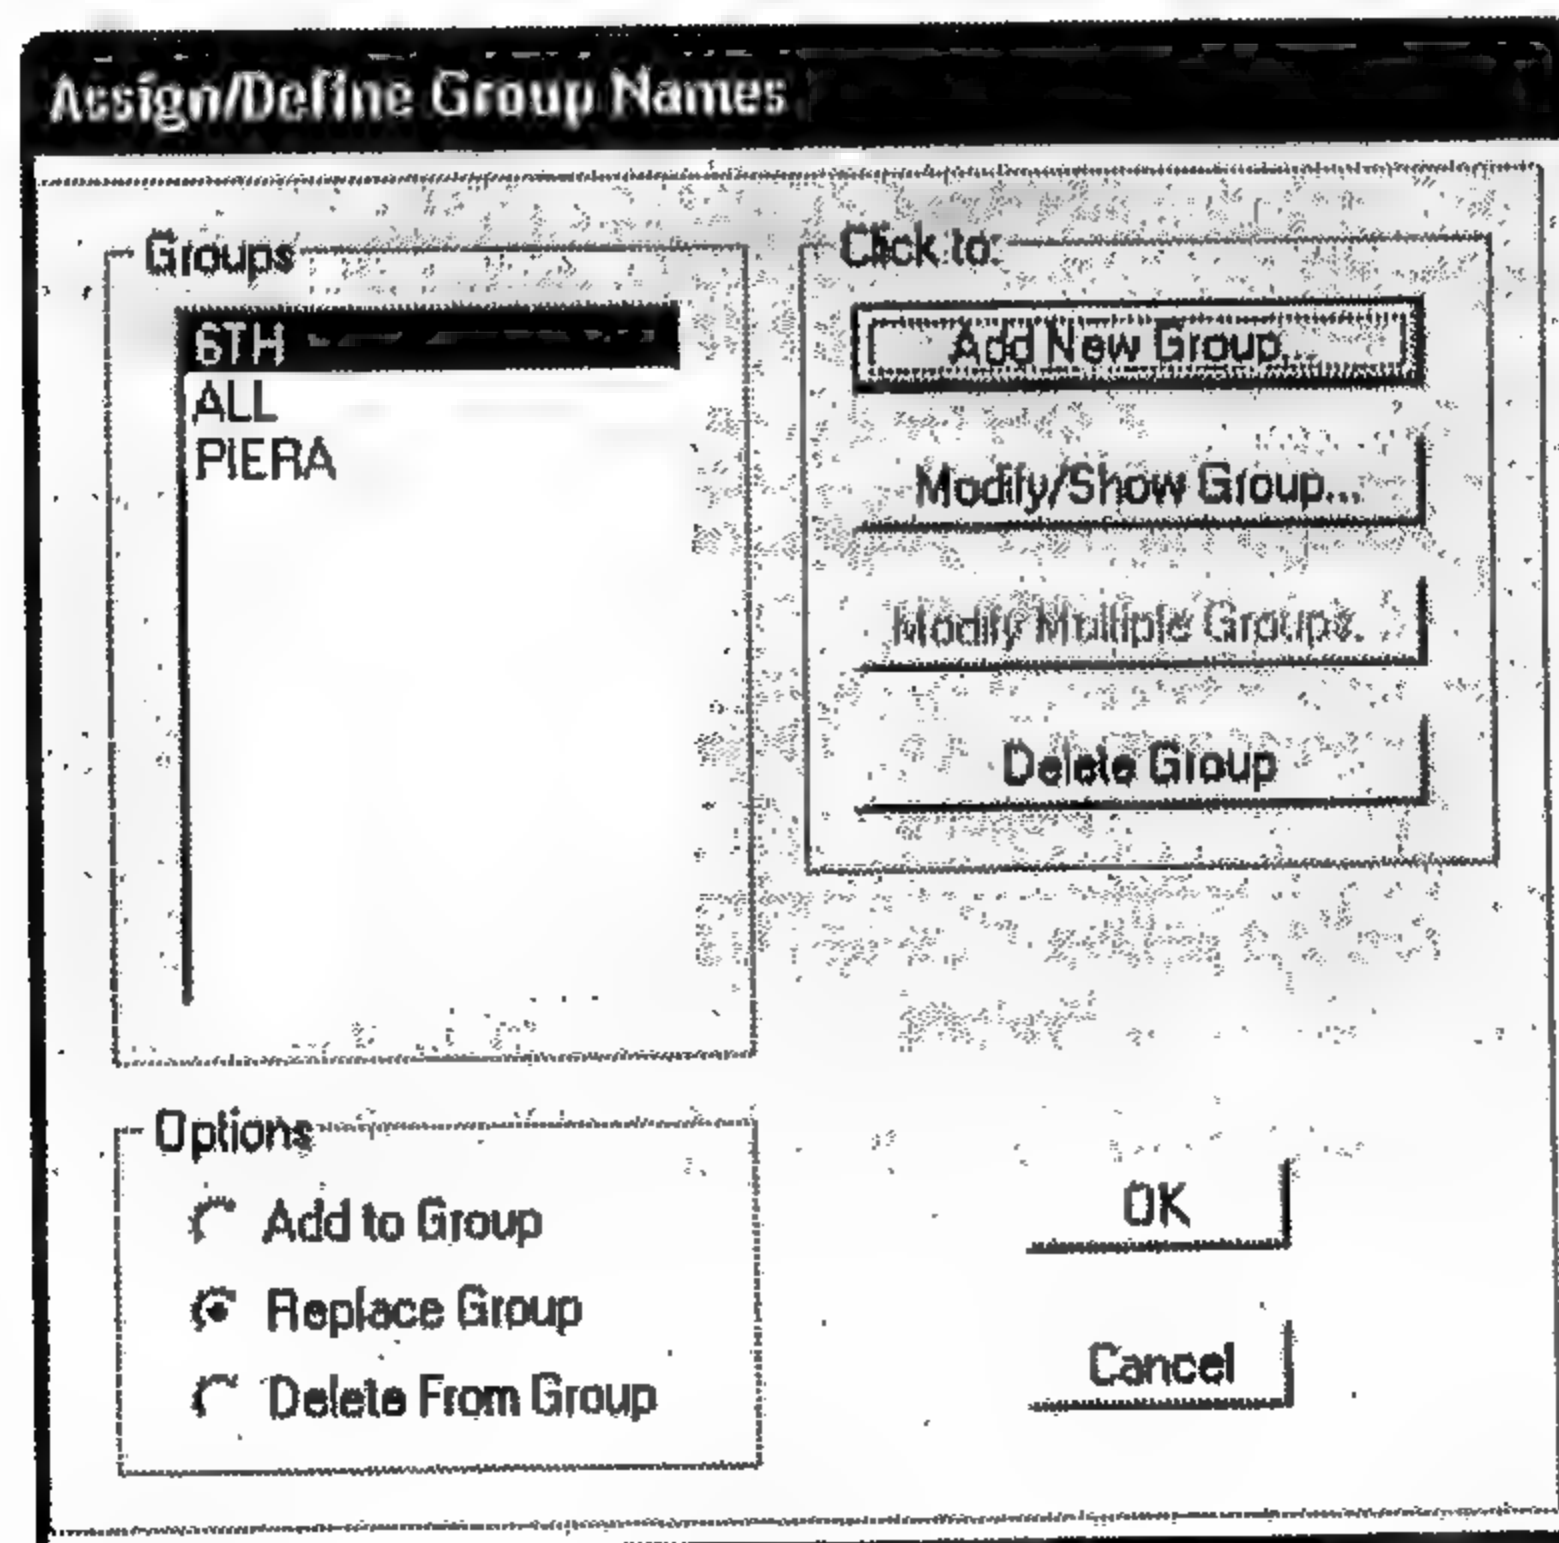 Assign/Define Group Names
Groups
6TH
ALL
PIERA
Click to:
Add New Group...
Modify/Show Group...
Modify Multiple Groups...
Delete Group
Options
Add to Group
Replace Group
Delete From Group
OK
Cancel